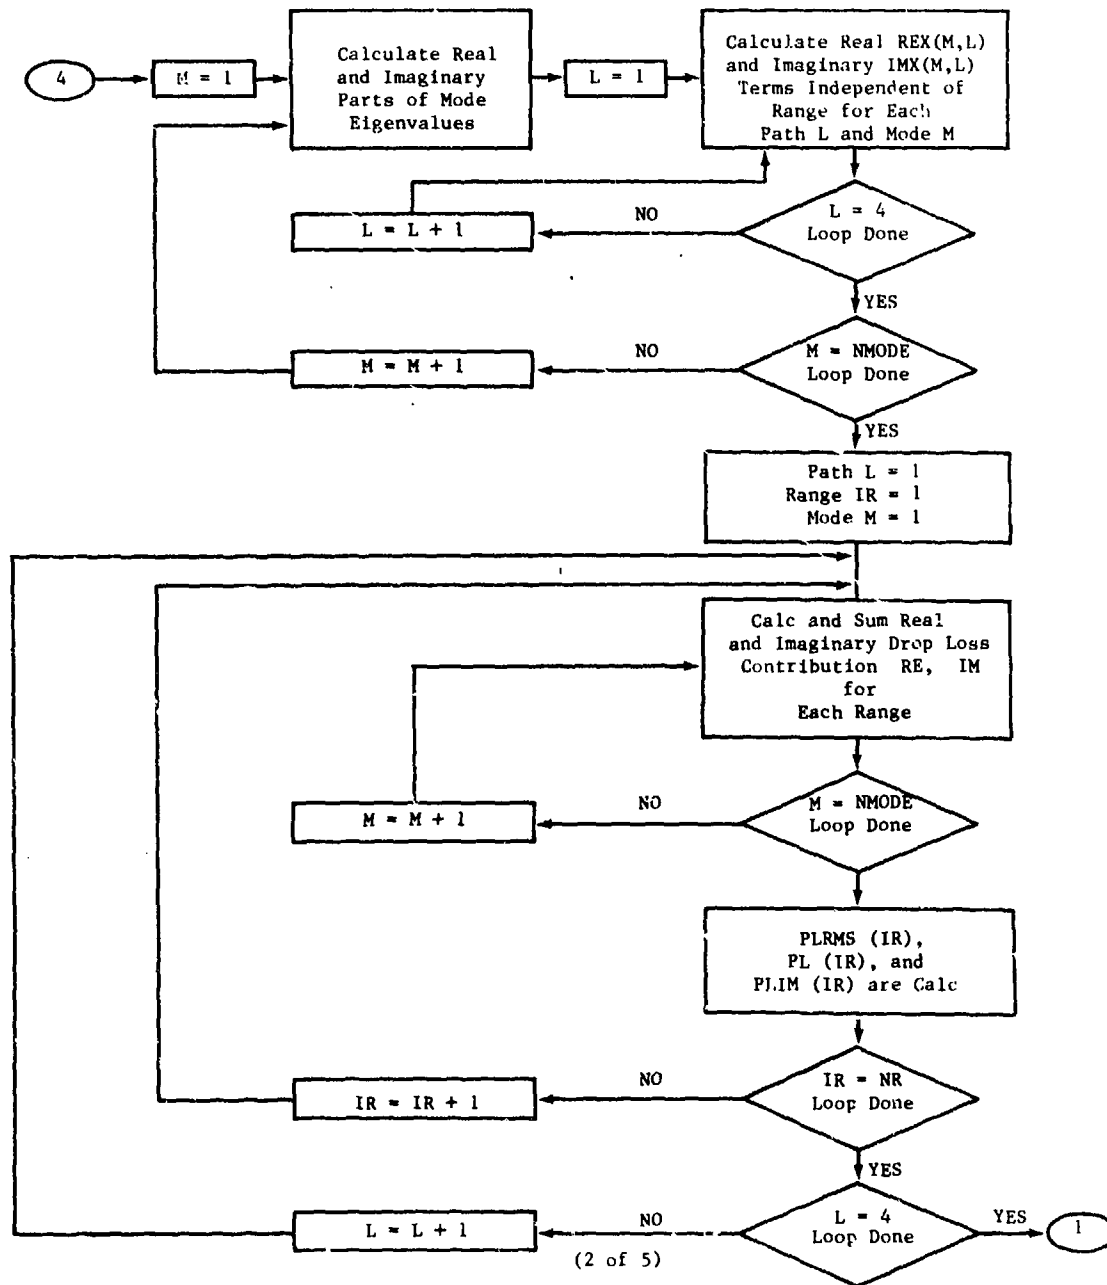 4
M = 1
Calculate Real
and Imaginary
Parts of Mode
Eigenvalues
L = 1
Calculate Real REX(M,L)
and Imaginary IMX(M,L)
Terms Independent of
Range for Each
Path L and Mode M
L = L + 1
NO
L = 4
Loop Done
YES
M = M + 1
NO
M = NMODE
Loop Done
YES
Path L = 1
Range IR = 1
Mode M = 1
Calc and Sum Real
and Imaginary Drop Loss
Contribution RE, IM
for
Each Range
M = M + 1
NO
M = NMODE
Loop Done
PLRMS (IR),
PL (IR), and
PLIM (IR) are Calc
IR = IR + 1
NO
IR = NR
Loop Done
YES
L = L + 1
NO
L = 4
Loop Done
YES
1
(2 of 5)